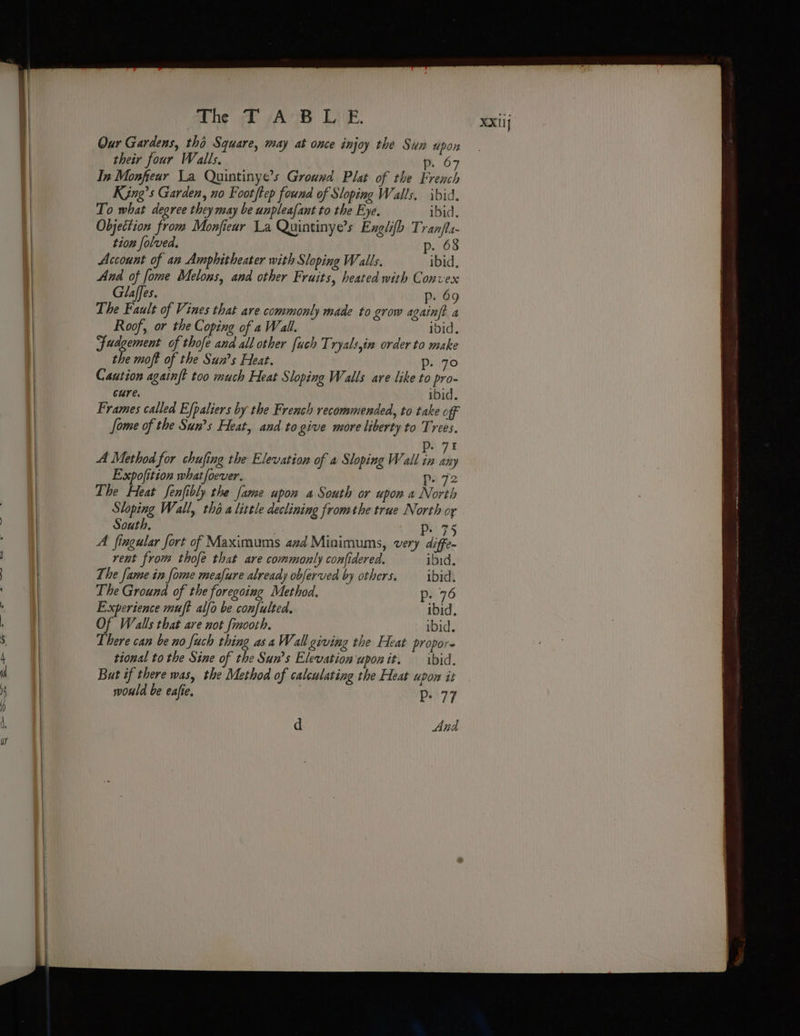 The TABLE. xxiij
Our Gardens, thô Square, may at once injoy the Sun upon
their four Walls. p. 67
In Monſieur La Quintinye's Ground Plat of the French
King's Garden, no Footſtep found of Sloping Walls. ibid.
To what degree they may be unpleaſant to the Eye. ibid.
Objection from Monſieur La Quintinye's Engliſh Tranſla-
tion ſolved. p. 68
Account of an Amphitheater with Sloping Walls. ibid.
And of ſome Melons, and other Fruits, heated with Convex
Glaſſes. p. 69
The Fault of Vines that are commonly made to grow againſt a
Roof, or the Coping of a Wall. ibid.
Judgement of thoſe and all other ſuch Tryals, in order to make
the moſt of the Sun's Heat. p. 70
Caution againſt too much Heat Sloping Walls are like to pro-
cure. ibid.
Frames called Eſpaliers by the French recommended, to take off
ſome of the Sun's Heat, and to give more liberty to Trees.
p. 71
A Method for chuſing the Elevation of a Sloping Wall in any
Expoſition whatſoever. p. 72
The Heat ſenſibly the ſame upon a South or upon a North
Sloping Wall, thô a little declining from the true North or
South. p. 75
A ſingular ſort of Maximums and Minimums, very diffe-
rent from thoſe that are commonly conſidered. ibid.
The ſame in ſome meaſure already obſerved by others. ibid.
The Ground of the foregoing Method. p. 76
Experience muſt alſo be conſulted. ibid.
Of Walls that are not ſmooth. ibid.
There can be no ſuch thing as a Wall giving the Heat propor-
tional to the Sine of the Sun's Elevation upon it. ibid.
But if there was, the Method of calculating the Heat upon it
would be eaſie. p. 77
d And